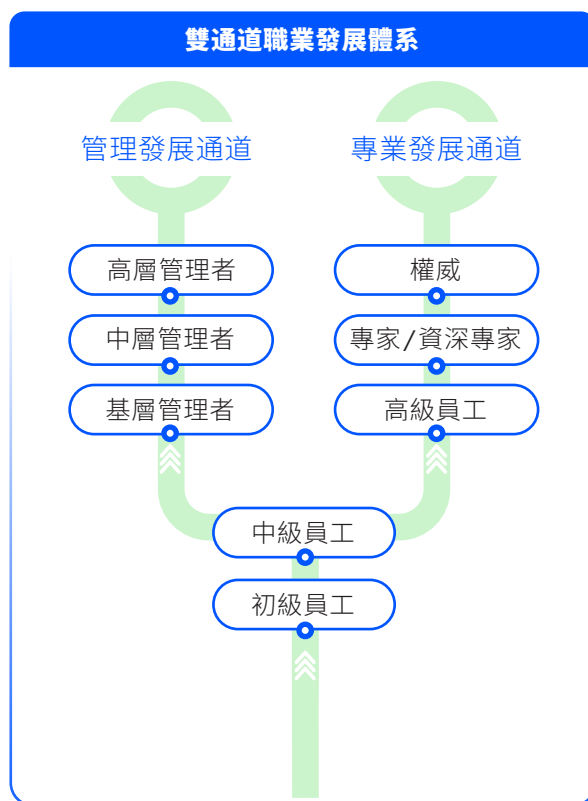 雙通道職業發展體系
管理發展通道
專業發展通道
高層管理者
權威
中層管理者
專家/資深專家
基層管理者
高級員工
中級員工
初級員工